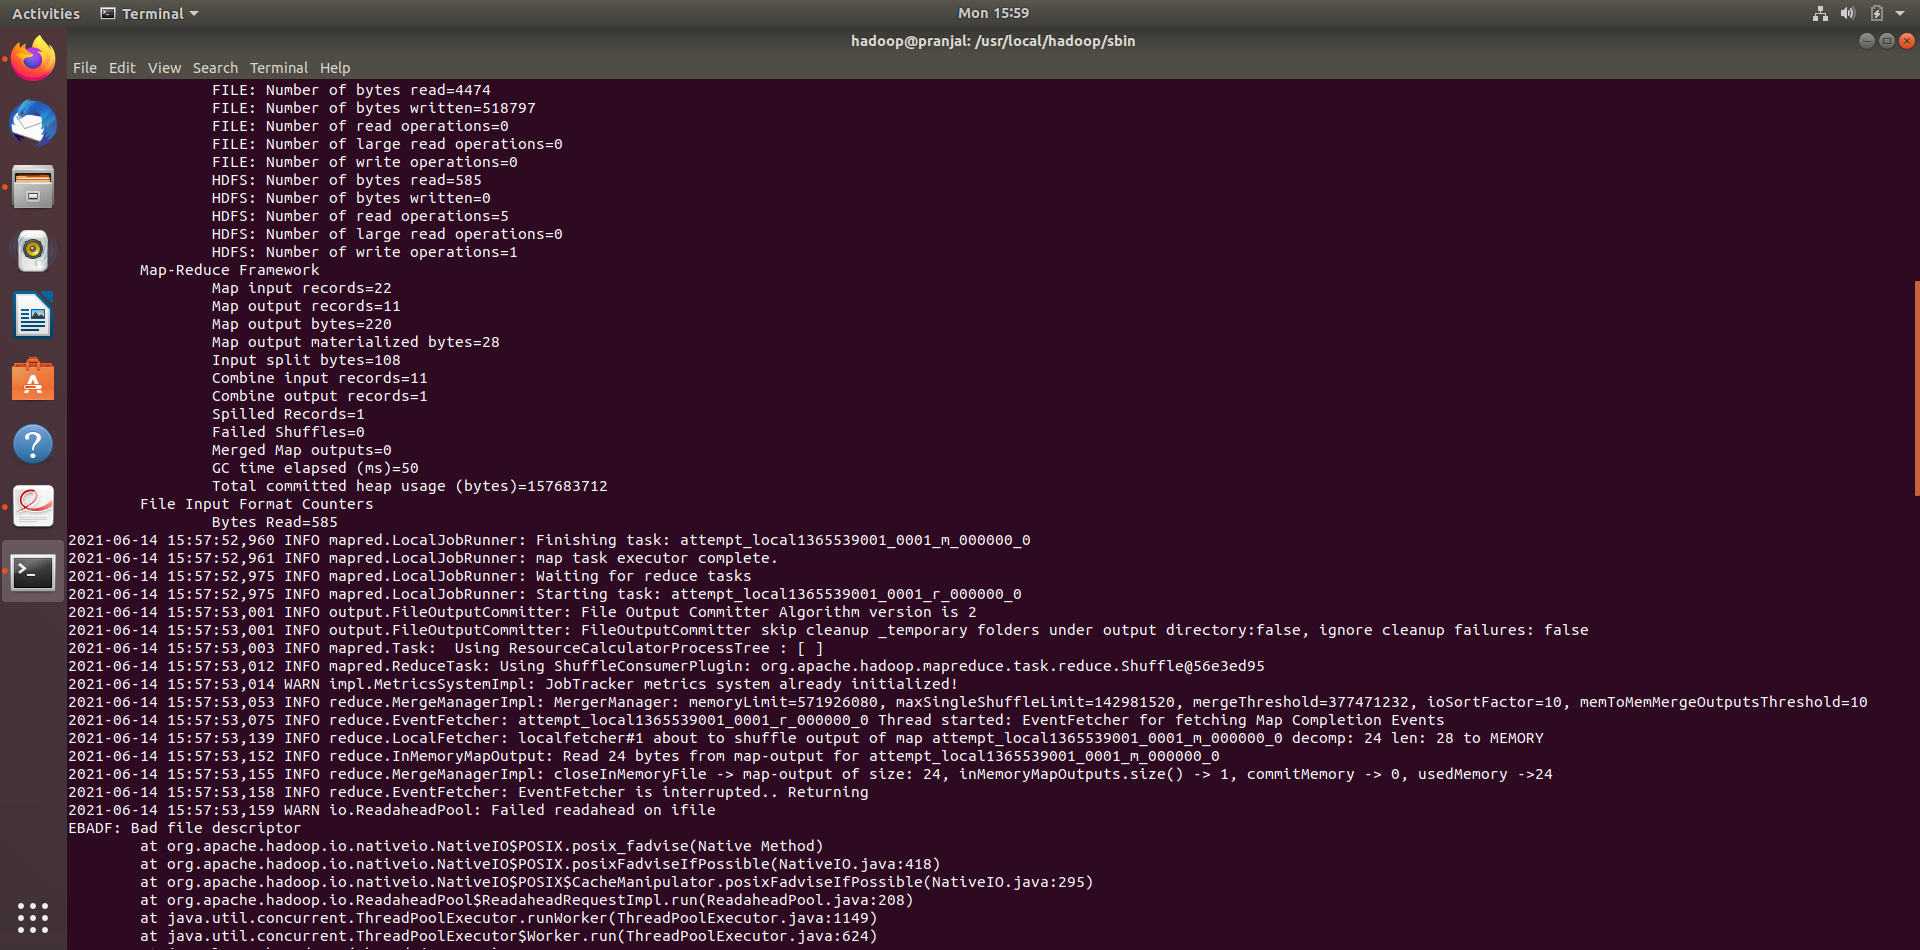 Activities Terminal Mon 15:59
hadoop@pranjal: /usr/local/hadoop/sbin
File Edit View Search Terminal Help
FILE: Number of bytes read=4474
FILE: Number of bytes written=518797
FILE: Number of read operations=0
FILE: Number of large read operations=0
FILE: Number of write operations=0
HDFS: Number of bytes read=585
HDFS: Number of bytes written=0
HDFS: Number of read operations=5
HDFS: Number of large read operations=0
HDFS: Number of write operations=1
Map-Reduce Framework
Map input records=22
Map output records=11
Map output bytes=220
Map output materialized bytes=28
Input split bytes=108
Combine input records=11
Combine output records=1
Spilled Records=1
Failed Shuffles=0
Merged Map outputs=0
GC time elapsed (ms)=50
Total committed heap usage (bytes)=157683712
File Input Format Counters
Bytes Read=585
2021-06-14 15:57:52,960 INFO mapred.LocalJobRunner: Finishing task: attempt_local1365539001_0001_m_000000_0
2021-06-14 15:57:52,961 INFO mapred.LocalJobRunner: map task executor complete.
2021-06-14 15:57:52,975 INFO mapred.LocalJobRunner: Waiting for reduce tasks
2021-06-14 15:57:52,975 INFO mapred.LocalJobRunner: Starting task: attempt_local1365539001_0001_r_000000_0
2021-06-14 15:57:53,001 INFO output.FileOutputCommitter: File Output Committer Algorithm version is 2
2021-06-14 15:57:53,001 INFO output.FileOutputCommitter: FileOutputCommitter skip cleanup _temporary folders under output directory:false, ignore cleanup failures: false
2021-06-14 15:57:53,003 INFO mapred.Task:  Using ResourceCalculatorProcessTree : [ ]
2021-06-14 15:57:53,012 INFO mapred.ReduceTask: Using ShuffleConsumerPlugin: org.apache.hadoop.mapreduce.task.reduce.Shuffle@56e3ed95
2021-06-14 15:57:53,014 WARN impl.MetricsSystemImpl: JobTracker metrics system already initialized!
2021-06-14 15:57:53,053 INFO reduce.MergeManagerImpl: MergerManager: memoryLimit=571926080, maxSingleShuffleLimit=142981520, mergeThreshold=377471232, ioSortFactor=10, memToMemMergeOutputsThreshold=10
2021-06-14 15:57:53,075 INFO reduce.EventFetcher: attempt_local1365539001_0001_r_000000_0 Thread started: EventFetcher for fetching Map Completion Events
2021-06-14 15:57:53,139 INFO reduce.LocalFetcher: localfetcher#1 about to shuffle output of map attempt_local1365539001_0001_m_000000_0 decomp: 24 len: 28 to MEMORY
2021-06-14 15:57:53,152 INFO reduce.InMemoryMapOutput: Read 24 bytes from map-output for attempt_local1365539001_0001_m_000000_0
2021-06-14 15:57:53,155 INFO reduce.MergeManagerImpl: closeInMemoryFile -> map-output of size: 24, inMemoryMapOutputs.size() -> 1, commitMemory -> 0, usedMemory ->24
2021-06-14 15:57:53,158 INFO reduce.EventFetcher: EventFetcher is interrupted.. Returning
2021-06-14 15:57:53,159 WARN io.ReadaheadPool: Failed readahead on ifile
EBADF: Bad file descriptor
at org.apache.hadoop.io.nativeio.NativeIO$POSIX.posix_fadvise(Native Method)
at org.apache.hadoop.io.nativeio.NativeIO$POSIX.posixFadviseIfPossible(NativeIO.java:418)
at org.apache.hadoop.io.nativeio.NativeIO$POSIX$CacheManipulator.posixFadviseIfPossible(NativeIO.java:295)
at org.apache.hadoop.io.ReadaheadPool$ReadaheadRequestImpl.run(ReadaheadPool.java:208)
at java.util.concurrent.ThreadPoolExecutor.runWorker(ThreadPoolExecutor.java:1149)
at java.util.concurrent.ThreadPoolExecutor$Worker.run(ThreadPoolExecutor.java:624)